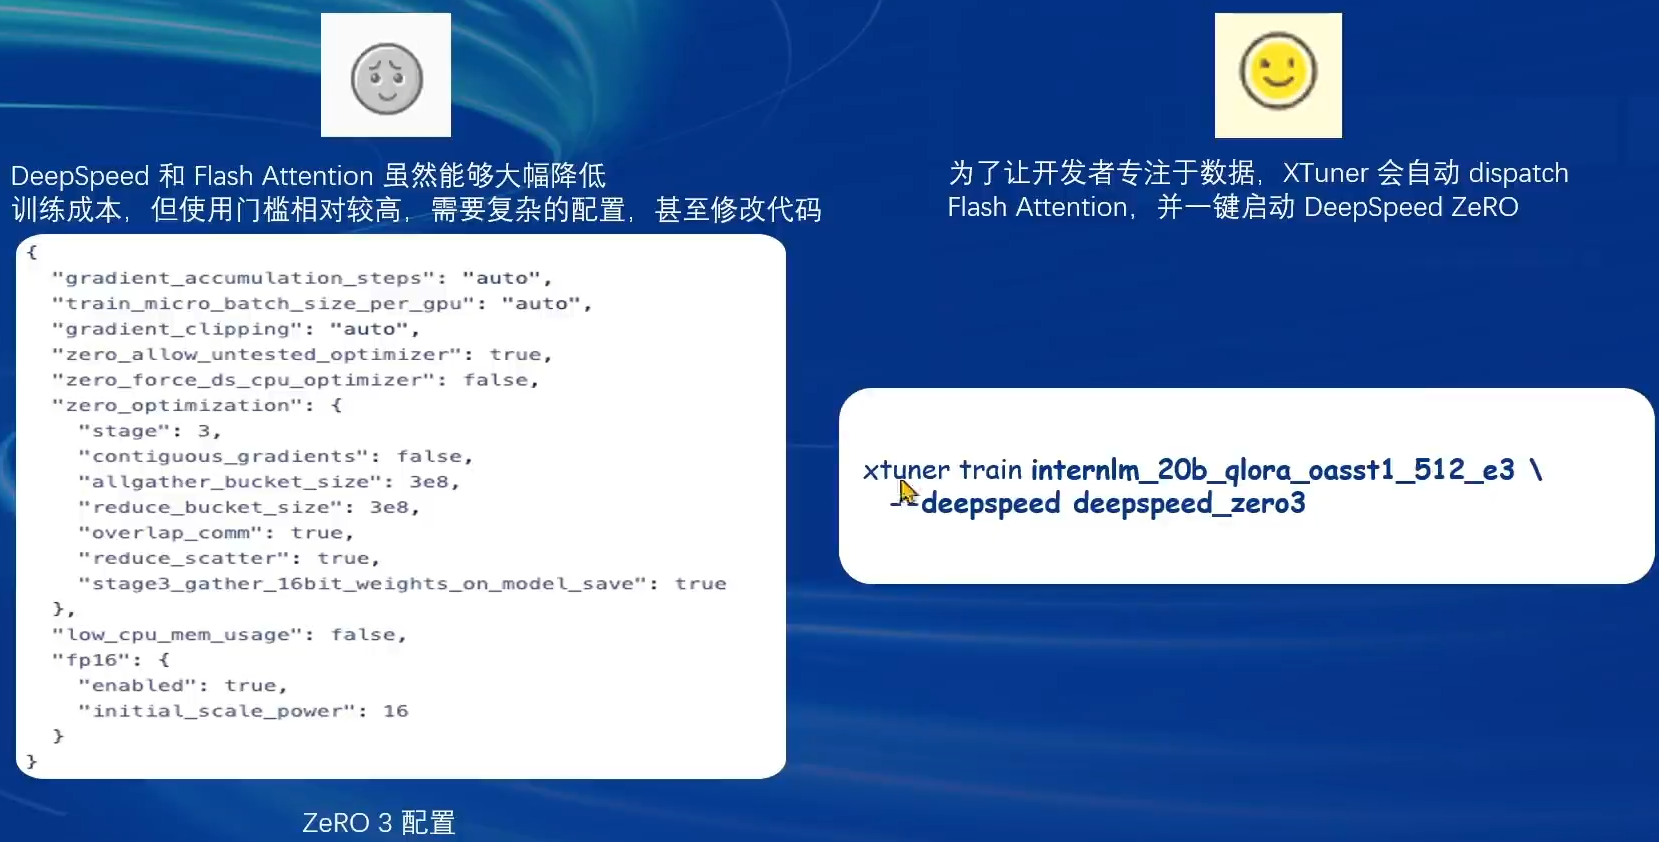 DeepSpeed 和 Flash Attention 虽然能够大幅降低
训练成本，但使用门槛相对较高，需要复杂的配置，甚至修改代码
{
"gradient_accumulation_steps": "auto",
"train_micro_batch_size_per_gpu": "auto",
"gradient_clipping": "auto",
"zero_allow_untested_optimizer": true,
"zero_force_ds_cpu_optimizer": false,
"zero_optimization": {
"stage": 3,
"contiguous_gradients": false,
"allgather_bucket_size": 3e8,
"reduce_bucket_size": 3e8,
"overlap_comm": true,
"reduce_scatter": true,
"stage3_gather_16bit_weights_on_model_save": true
},
"low_cpu_mem_usage": false,
"fp16": {
"enabled": true,
"initial_scale_power": 16
}
}
ZeRO 3 配置
为了让开发者专注于数据，XTuner 会自动 dispatch
Flash Attention，并一键启动 DeepSpeed ZeRO
xtuner train internlm_20b_qlora_oasst1_512_e3 \
--deepspeed deepspeed_zero3